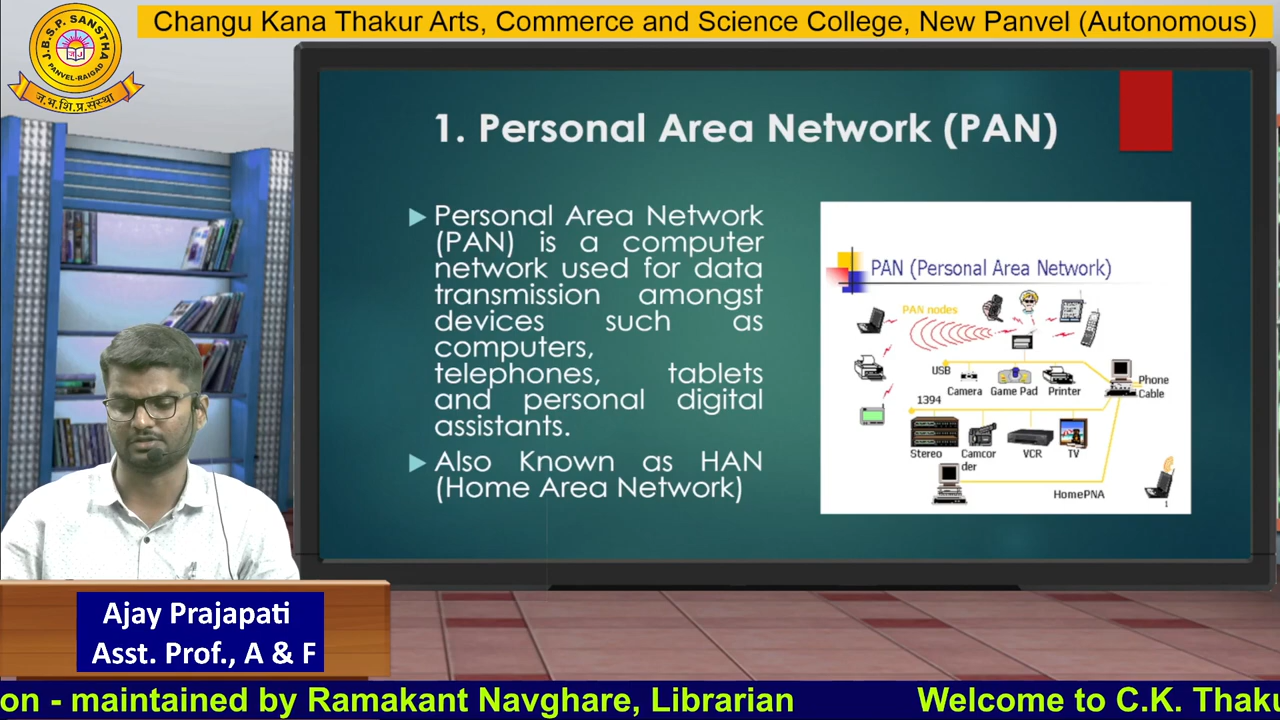 Changu Kana Thakur Arts, Commerce and Science College, New Panvel (Autonomous)
J.B.S.P. SANSTHA
PANVEL-RAIGAD
ज.भ.शि.प्र.संस्था
1. Personal Area Network (PAN)
Personal Area Network
(PAN) is a computer
network used for data
transmission amongst
devices such as
computers,
telephones, tablets
and personal digital
assistants.
Also Known as HAN
(Home Area Network)
PAN (Personal Area Network)
PAN nodes
USB
Camera Game Pad Printer
Phone
Cable
1394
Stereo Camcor VCR TV
der
HomePNA
1
Ajay Prajapati
Asst. Prof., A & F
on - maintained by Ramakant Navghare, Librarian Welcome to C.K. Thaku